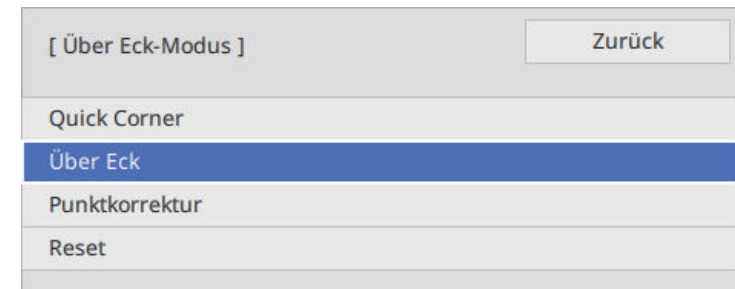 [ Über Eck-Modus ]
Zurück
Quick Corner
Über Eck
Punktkorrektur
Reset